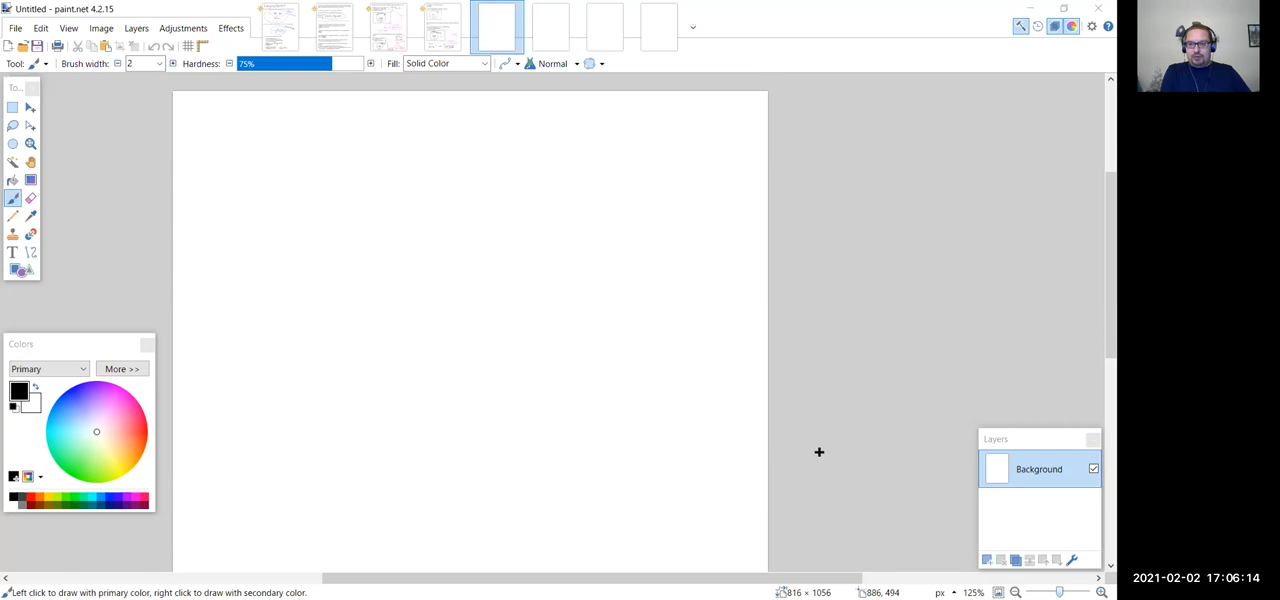 Untitled - paint.net 4.2.15
File Edit View Image Layers Adjustments Effects
Tool: Brush width: 2 Hardness: 75% Fill: Solid Color Normal
To...
Colors
Primary More >>
Layers
Background
Left click to draw with primary color, right click to draw with secondary color. 816 × 1056 886, 494 px 125%
2021-02-02 17:06:14